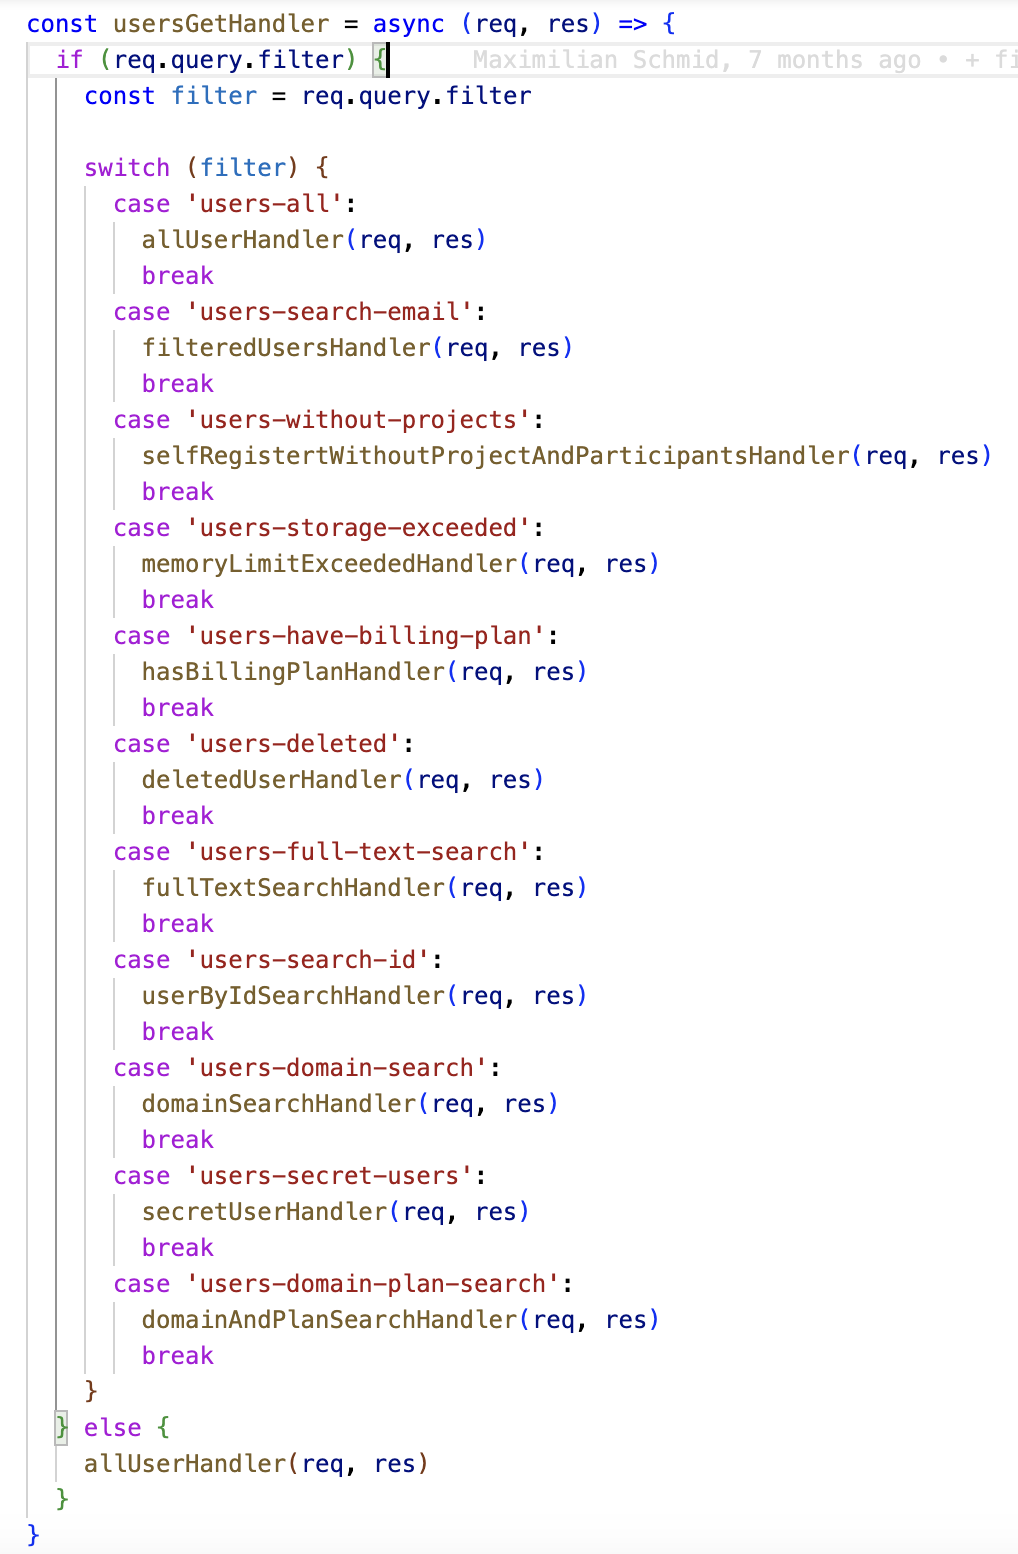 const usersGetHandler = async (req, res) => {
if (req.query.filter) { Maximilian Schmid, 7 months ago • + fi
const filter = req.query.filter
switch (filter) {
case 'users-all':
allUserHandler(req, res)
break
case 'users-search-email':
filteredUsersHandler(req, res)
break
case 'users-without-projects':
selfRegistertWithoutProjectAndParticipantsHandler(req, res)
break
case 'users-storage-exceeded':
memoryLimitExceededHandler(req, res)
break
case 'users-have-billing-plan':
hasBillingPlanHandler(req, res)
break
case 'users-deleted':
deletedUserHandler(req, res)
break
case 'users-full-text-search':
fullTextSearchHandler(req, res)
break
case 'users-search-id':
userByIdSearchHandler(req, res)
break
case 'users-domain-search':
domainSearchHandler(req, res)
break
case 'users-secret-users':
secretUserHandler(req, res)
break
case 'users-domain-plan-search':
domainAndPlanSearchHandler(req, res)
break
}
} else {
allUserHandler(req, res)
}
}